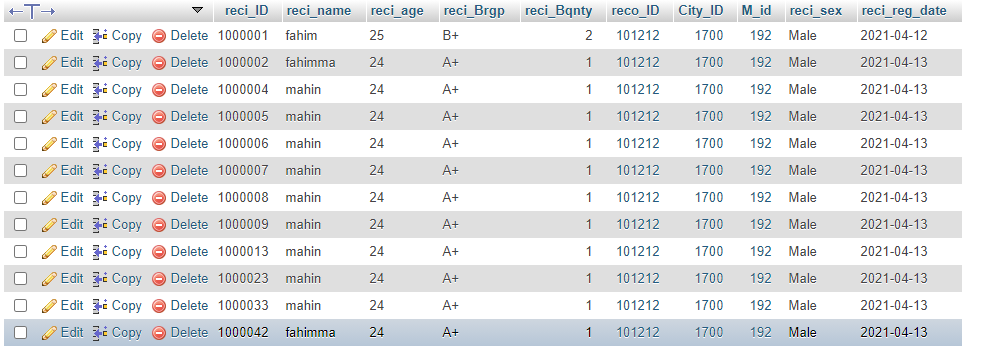 reci_ID reci_name reci_age reci_Brgp reci_Bqnty reco_ID City_ID M_id reci_sex reci_reg_date
Edit Copy Delete 1000001 fahim 25 B+ 2 101212 1700 192 Male 2021-04-12
Edit Copy Delete 1000002 fahimma 24 A+ 1 101212 1700 192 Male 2021-04-13
Edit Copy Delete 1000004 mahin 24 A+ 1 101212 1700 192 Male 2021-04-13
Edit Copy Delete 1000005 mahin 24 A+ 1 101212 1700 192 Male 2021-04-13
Edit Copy Delete 1000006 mahin 24 A+ 1 101212 1700 192 Male 2021-04-13
Edit Copy Delete 1000007 mahin 24 A+ 1 101212 1700 192 Male 2021-04-13
Edit Copy Delete 1000008 mahin 24 A+ 1 101212 1700 192 Male 2021-04-13
Edit Copy Delete 1000009 mahin 24 A+ 1 101212 1700 192 Male 2021-04-13
Edit Copy Delete 1000013 mahin 24 A+ 1 101212 1700 192 Male 2021-04-13
Edit Copy Delete 1000023 mahin 24 A+ 1 101212 1700 192 Male 2021-04-13
Edit Copy Delete 1000033 mahin 24 A+ 1 101212 1700 192 Male 2021-04-13
Edit Copy Delete 1000042 fahimma 24 A+ 1 101212 1700 192 Male 2021-04-13